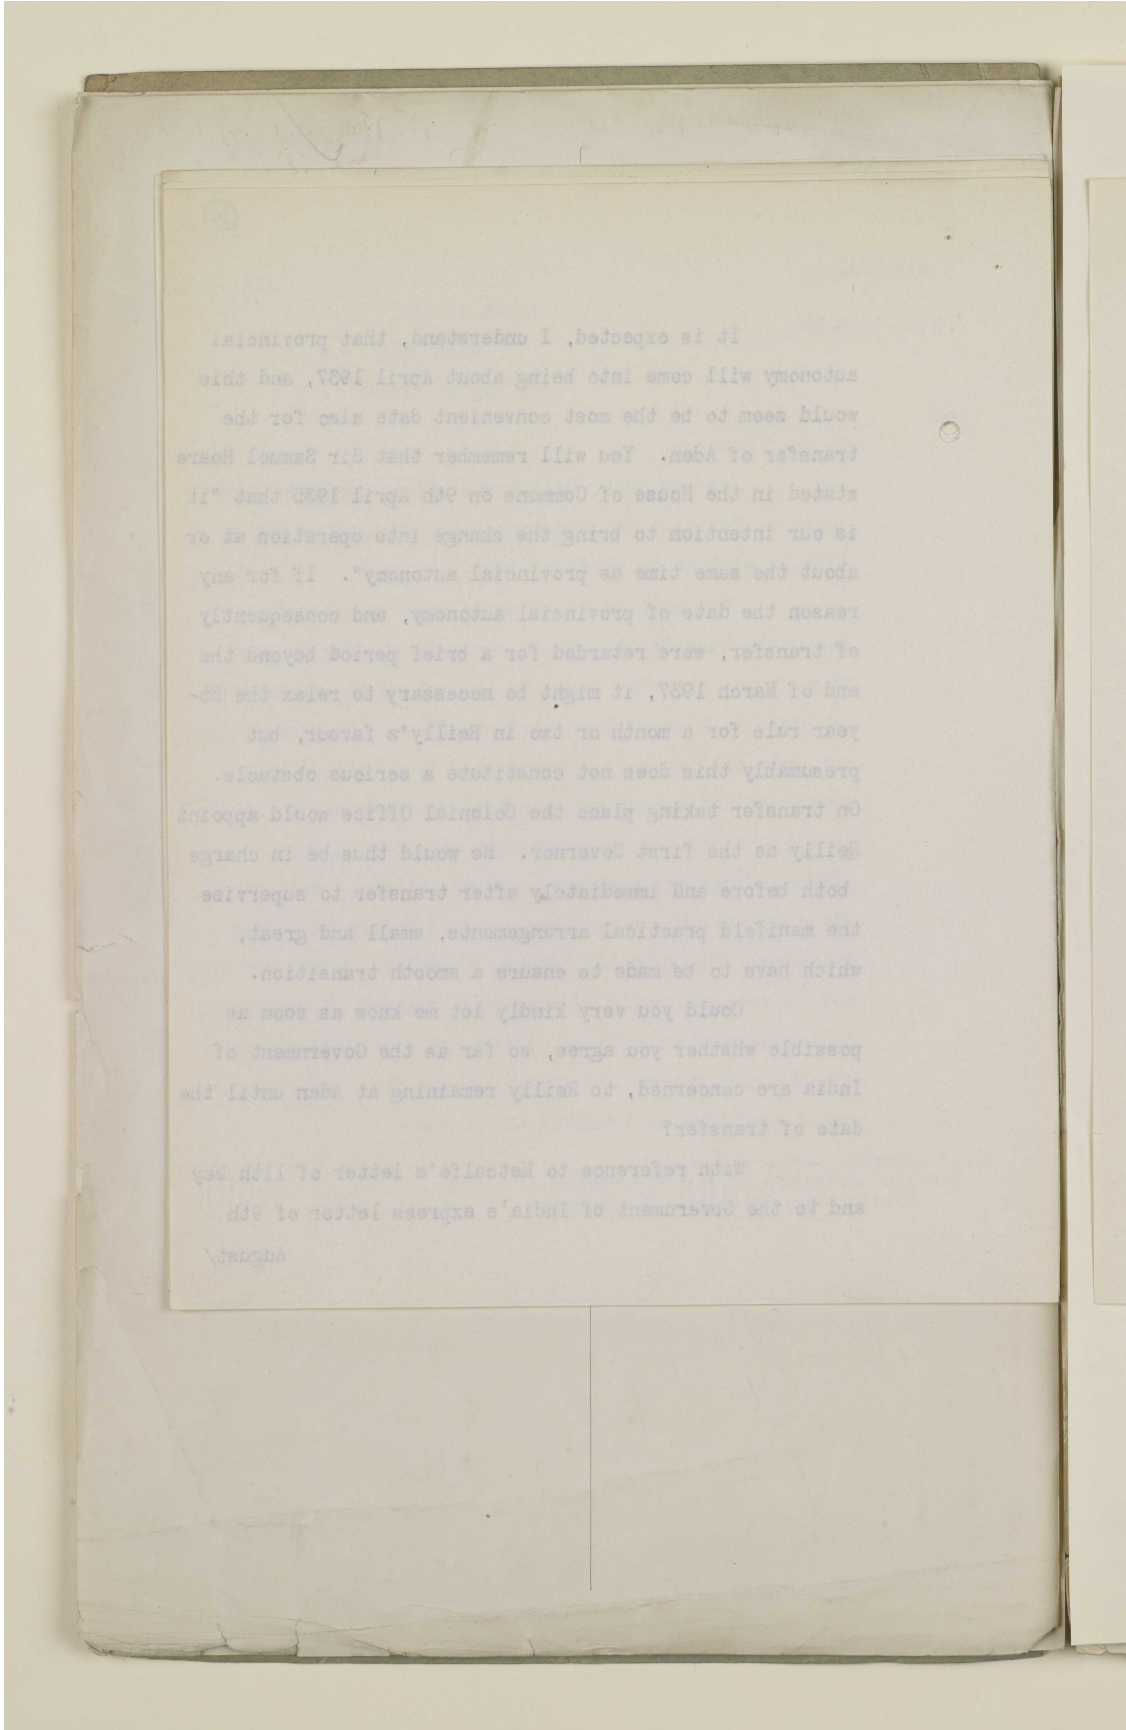 It is expected, I understand, that provincial
autonomy will come into being about April 1937, and this
would seem to be the most convenient date also for the
transfer of Aden. You will remember that Sir Samuel Hoare
stated in the House of Commons on 9th April 1935 that "it
is our intention to bring the change into operation at or
about the same time as provincial autonomy". If for any
reason the date of provincial autonomy, and consequently
of transfer, were retarded for a brief period beyond the
end of March 1937, it might be necessary to relax the 55-
year rule for a month or two in Reilly's favour, but
presumably this does not constitute a serious obstacle.
On transfer taking place the Colonial Office would appoint
Reilly as the first Governor. He would thus be in charge
both before and immediately after transfer to supervise
the manifold practical arrangements, small and great,
which have to be made to ensure a smooth transition.
Could you very kindly let me know as soon as
possible whether you agree, so far as the Government of
India are concerned, to Reilly remaining at Aden until the
date of transfer?
With reference to Metcalfe's letter of 11th May
and to the Government of India's express letter of 9th
August/